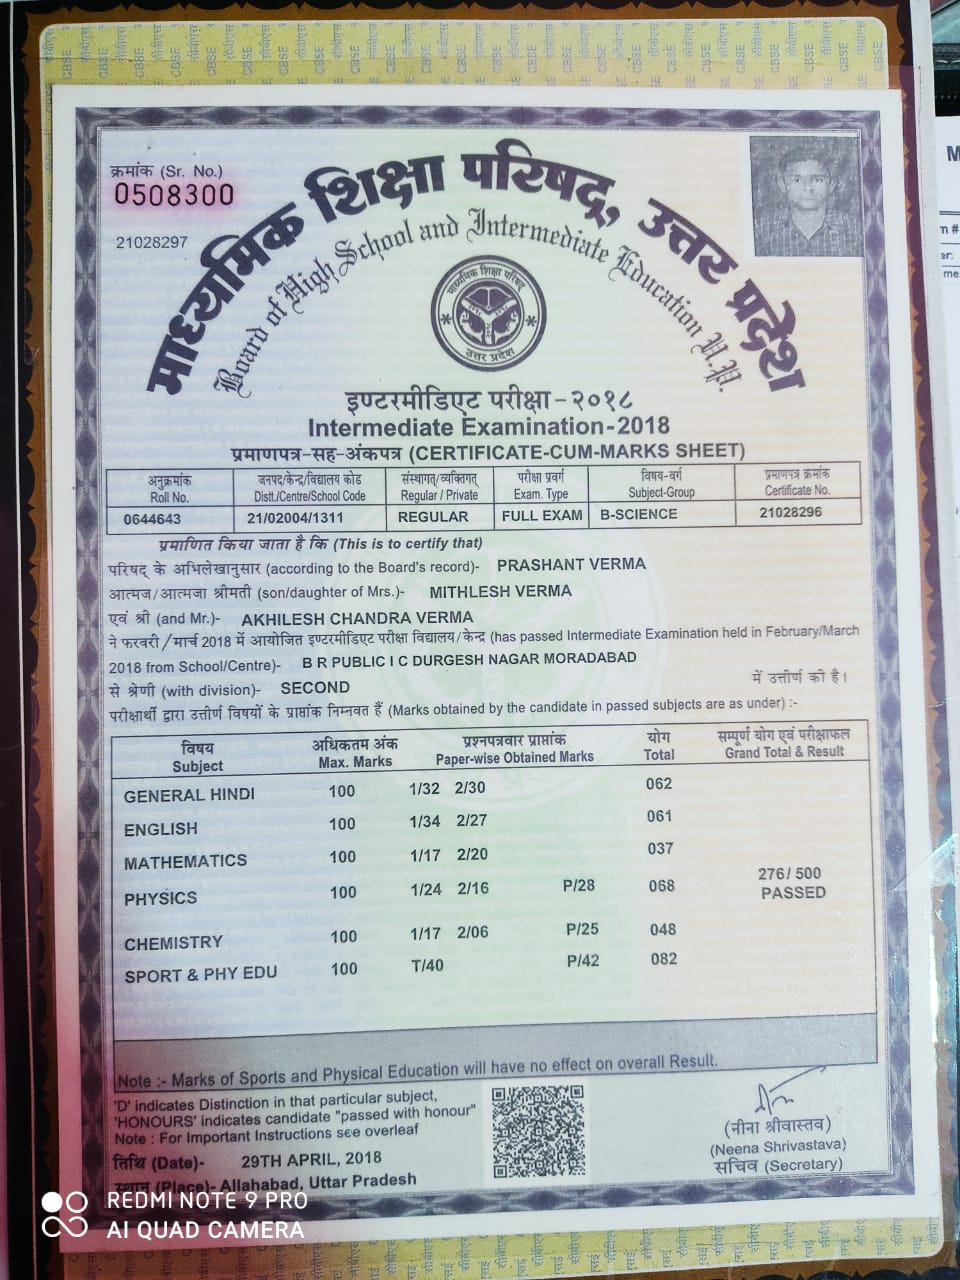 क्रमांक (Sr. No.)
0508300
21028297
माध्यमिक शिक्षा परिषद्, उत्तर प्रदेश
Board of High School and Intermediate Education U.P.
माध्यमिक शिक्षा परिषद
उत्तर प्रदेश
इण्टरमीडिएट परीक्षा-२०१८
Intermediate Examination-2018
प्रमाणपत्र-सह-अंकपत्र (CERTIFICATE-CUM-MARKS SHEET)
अनुक्रमांक जनपद/केन्द्र/विद्यालय कोड संस्थागत/व्यक्तिगत् परीक्षा प्रवर्ग विषय-वर्ग प्रमाणपत्र क्रमांक
Roll No. Distt./Centre/School Code Regular / Private Exam. Type Subject-Group Certificate No.
0644643 21/02004/1311 REGULAR FULL EXAM B-SCIENCE 21028296
प्रमाणित किया जाता है कि (This is to certify that)
परिषद् के अभिलेखानुसार (according to the Board's record)- PRASHANT VERMA
आत्मज/आत्मजा श्रीमती (son/daughter of Mrs.)- MITHLESH VERMA
एवं श्री (and Mr.)- AKHILESH CHANDRA VERMA
ने फरवरी/मार्च 2018 में आयोजित इण्टरमीडिएट परीक्षा विद्यालय/केन्द्र (has passed Intermediate Examination held in February/March
2018 from School/Centre)- B R PUBLIC I C DURGESH NAGAR MORADABAD
से श्रेणी (with division)- SECOND में उत्तीर्ण की है।
परीक्षार्थी द्वारा उत्तीर्ण विषयों के प्राप्तांक निम्नवत हैं (Marks obtained by the candidate in passed subjects are as under) :-
विषय अधिकतम अंक प्रश्नपत्रवार प्राप्तांक योग सम्पूर्ण योग एवं परीक्षाफल
Subject Max. Marks Paper-wise Obtained Marks Total Grand Total & Result
GENERAL HINDI 100 1/32 2/30 062
ENGLISH 100 1/34 2/27 061
MATHEMATICS 100 1/17 2/20 037
276/ 500
PHYSICS 100 1/24 2/16 P/28 068 PASSED
CHEMISTRY 100 1/17 2/06 P/25 048
SPORT & PHY EDU 100 T/40 P/42 082
Note :- Marks of Sports and Physical Education will have no effect on overall Result.
'D' indicates Distinction in that particular subject,
'HONOURS' indicates candidate "passed with honour"
Note : For Important Instructions see overleaf
(नीना श्रीवास्तव)
(Neena Shrivastava)
सचिव (Secretary)
तिथि (Date)- 29TH APRIL, 2018
स्थान (Place)- Allahabad, Uttar Pradesh
REDMI NOTE 9 PRO
AI QUAD CAMERA